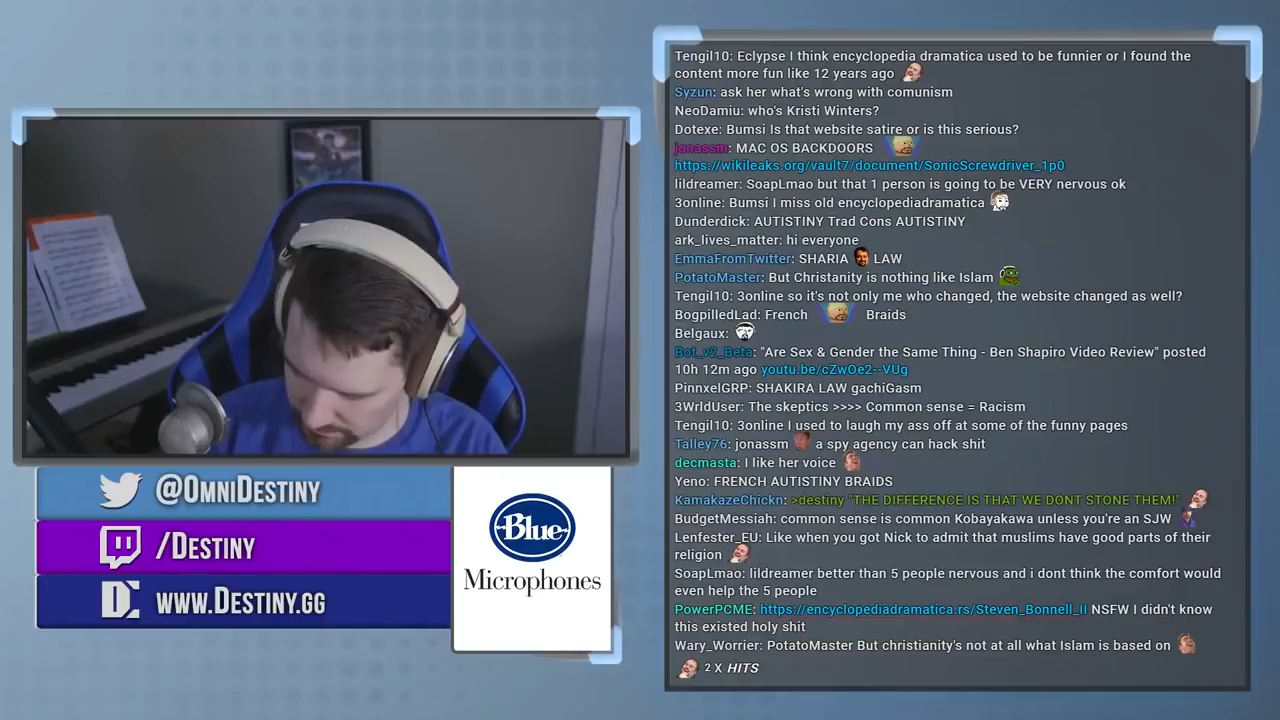 Tengil10: Eclypse I think encyclopedia dramatica used to be funnier or I found the
content more fun like 12 years ago
Syzun: ask her what's wrong with comunism
NeoDamiu: who's Kristi Winters?
Dotexe: Bumsi Is that website satire or is this serious?
jonassm: MAC OS BACKDOORS
https://wikileaks.org/vault7/document/SonicScrewdriver_1p0
lildreamer: SoapLmao but that 1 person is going to be VERY nervous ok
3online: Bumsi I miss old encyclopediadramatica
Dunderdick: AUTISTINY Trad Cons AUTISTINY
ark_lives_matter: hi everyone
EmmaFromTwitter: SHARIA LAW
PotatoMaster: But Christanity is nothing like Islam
Tengil10: 3online so it's not only me who changed, the website changed as well?
BogpilledLad: French Braids
Belgaux:
Bot_v2_Beta: "Are Sex & Gender the Same Thing - Ben Shapiro Video Review" posted
10h 12m ago youtu.be/cZwOe2--VUg
PinnxelGRP: SHAKIRA LAW gachiGasm
3WrldUser: The skeptics >>>> Common sense = Racism
Tengil10: 3online I used to laugh my ass off at some of the funny pages
Talley76: jonassm a spy agency can hack shit
decmasta: I like her voice
Yeno: FRENCH AUTISTINY BRAIDS
KamakazeChickn: >destiny "THE DIFFERENCE IS THAT WE DONT STONE THEM!"
BudgetMessiah: common sense is common Kobayakawa unless you're an SJW
Lenfester_EU: Like when you got Nick to admit that muslims have good parts of their
religion
SoapLmao: lildreamer better than 5 people nervous and i dont think the comfort would
even help the 5 people
PowerPCME: https://encyclopediadramatica.rs/Steven_Bonnell_II NSFW I didn't know
this existed holy shit
Wary_Worrier: PotatoMaster But christianity's not at all what Islam is based on
2 X HITS
@OmniDestiny
/Destiny
www.Destiny.gg
Blue
Microphones